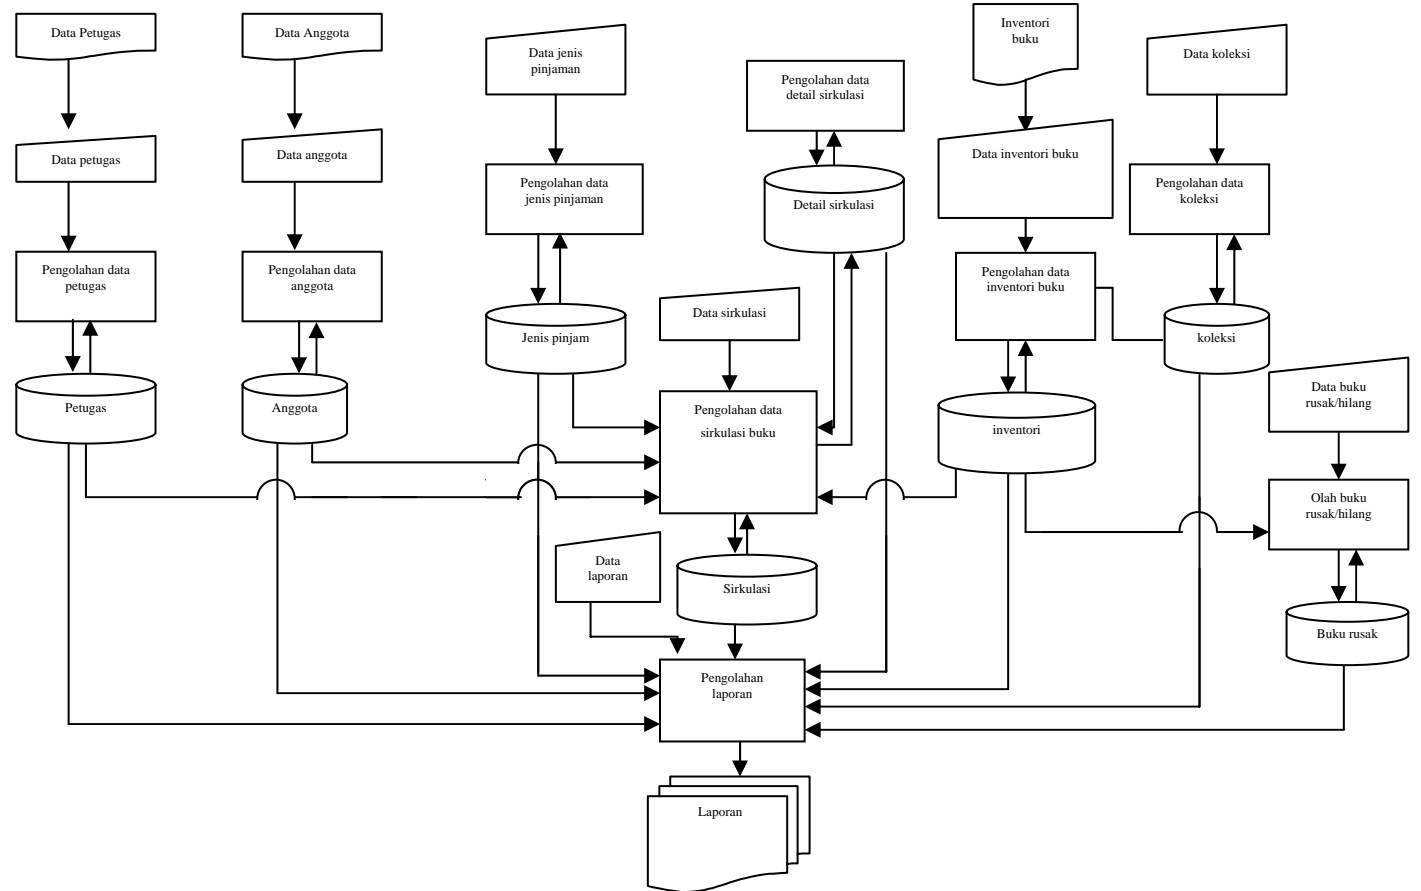 Data Petugas
Data Anggota
Data jenis
pinjaman
Pengolahan data
detail sirkulasi
Inventori
buku
Data koleksi
Data petugas
Data anggota
Pengolahan data
jenis pinjaman
Detail sirkulasi
Data inventori buku
Pengolahan data
koleksi
Pengolahan data
petugas
Pengolahan data
anggota
Jenis pinjam
Data sirkulasi
Pengolahan data
inventori buku
koleksi
Petugas
Anggota
Pengolahan data
sirkulasi buku
inventori
Data buku
rusak/hilang
Olah buku
rusak/hilang
Data
laporan
Sirkulasi
Buku rusak
Pengolahan
laporan
Laporan